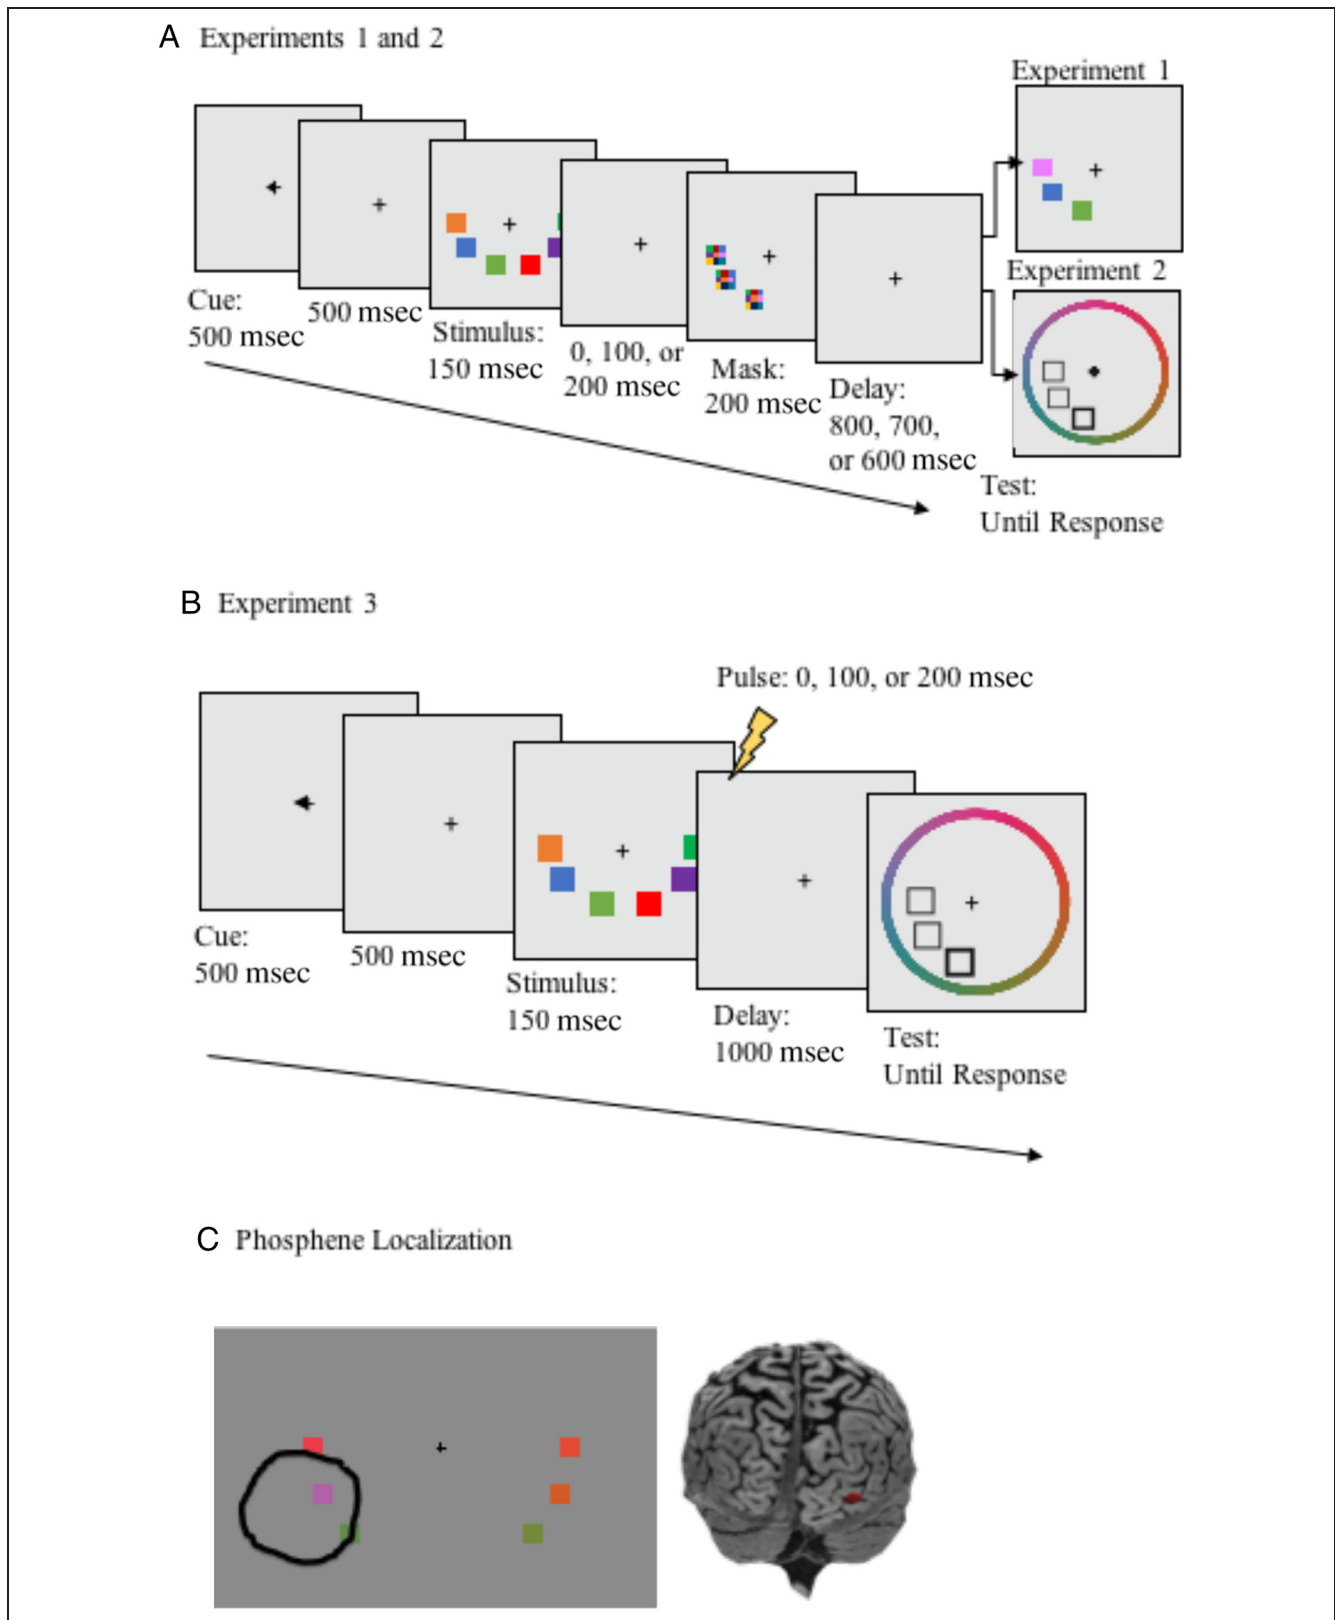 A Experiments 1 and 2
Experiment 1
Experiment 2
Cue:
500 msec
500 msec
Stimulus:
150 msec
0, 100, or
200 msec
Mask:
200 msec
Delay:
800, 700,
or 600 msec
Test:
Until Response
B Experiment 3
Pulse: 0, 100, or 200 msec
Cue:
500 msec
500 msec
Stimulus:
150 msec
Delay:
1000 msec
Test:
Until Response
C Phosphene Localization